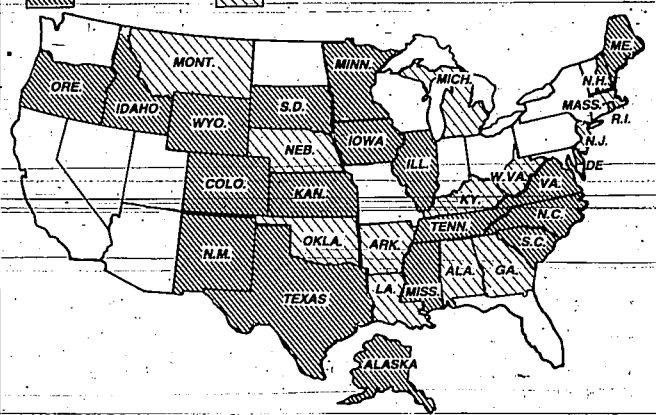 ME.
MONT.
MINN.
N.H.
MICH.
ORE.
MASS.
IDAHO
S.D.
R.I.
WYO.
IOWA
N.J.
NEB.
ILL.
DE
W.VA.
COLO.
KAN.
VA.
KY.
N.C.
TENN.
OKLA.
ARK.
S.C.
N.M.
ALA.
GA.
LA.
MISS.
TEXAS
ALASKA